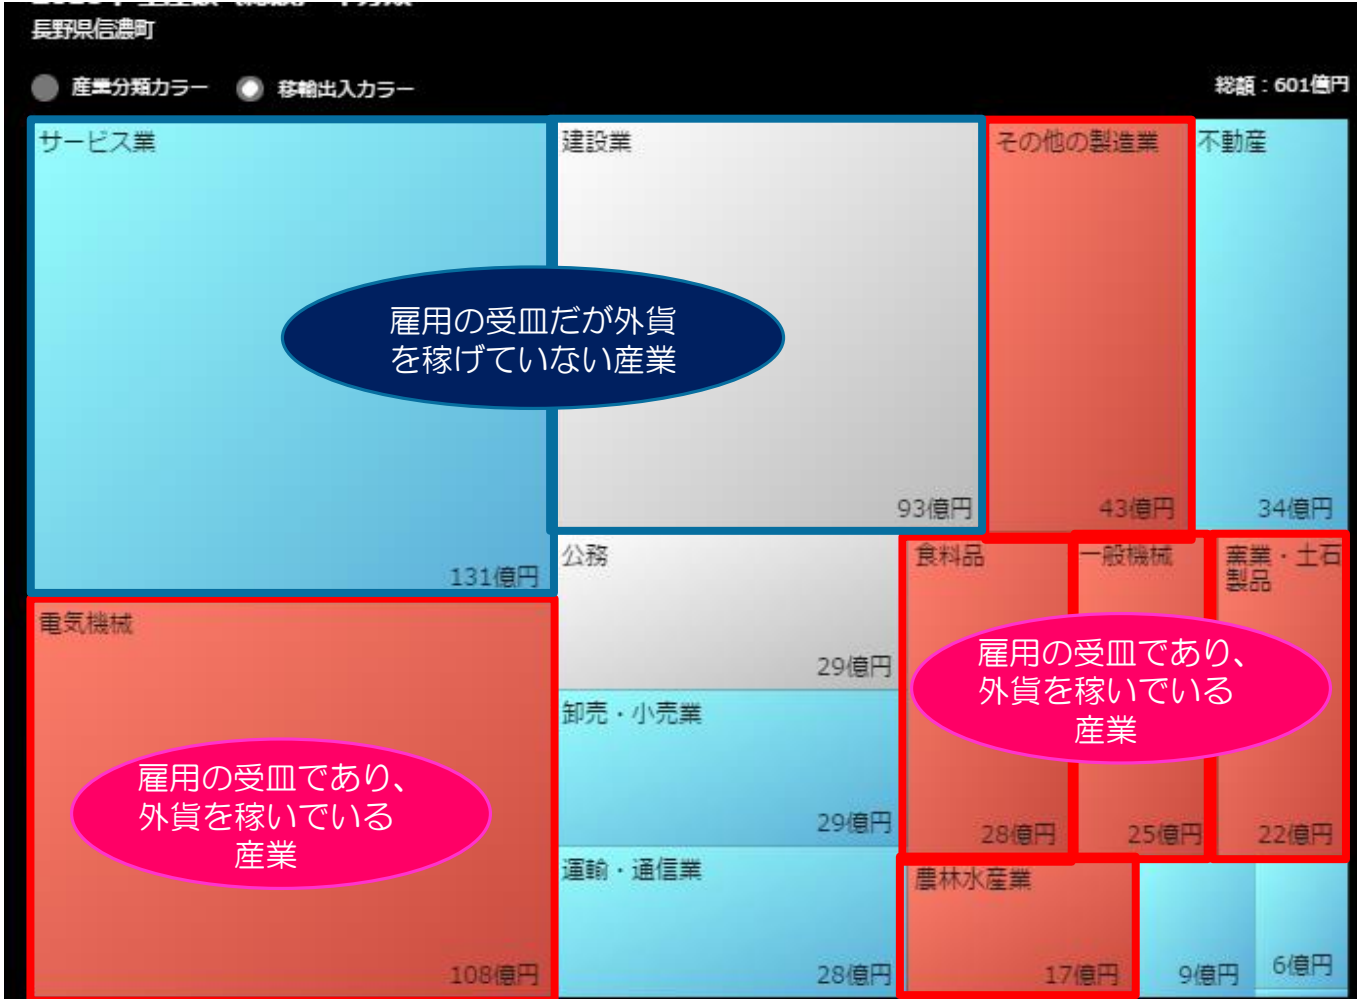 長野県信濃町
産業分類カラー
移輸出入カラー
総額：601億円
サービス業
131億円
建設業
93億円
その他の製造業
43億円
不動産
34億円
雇用の受皿だが外貨
を稼げていない産業
電気機械
108億円
雇用の受皿であり、
外貨を稼いでいる
産業
公務
29億円
卸売・小売業
29億円
運輸・通信業
28億円
食料品
28億円
一般機械
25億円
窯業・土石
製品
22億円
雇用の受皿であり、
外貨を稼いでいる
産業
農林水産業
17億円
9億円
6億円